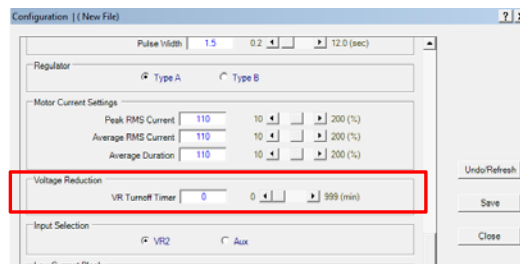 Configuration | ( New File)
Pulse Width 1.5 0.2 12.0 (sec)
Regulator
Type A Type B
Motor Current Settings
Peak RMS Current 110 10 200 (%)
Average RMS Current 110 10 200 (%)
Average Duration 110 10 200 (%)
Voltage Reduction
VR Turnoff Timer 0 0 999 (min)
Undo/Refresh
Save
Input Selection
VR2 Aux
Close